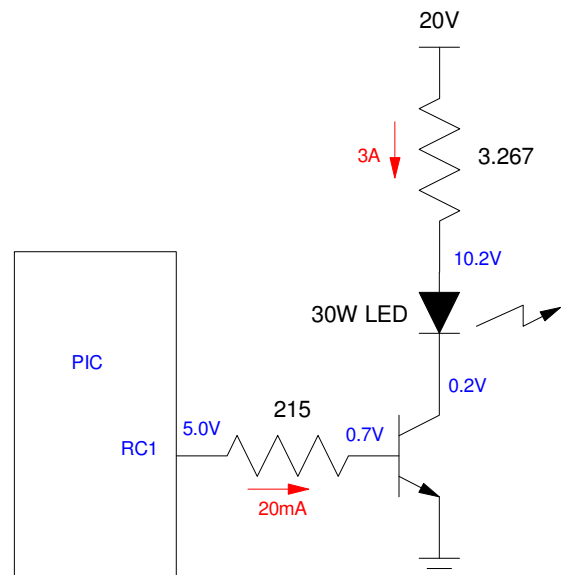 20V
3A
3.267
10.2V
30W LED
PIC
0.2V
215
5.0V
0.7V
RC1
20mA